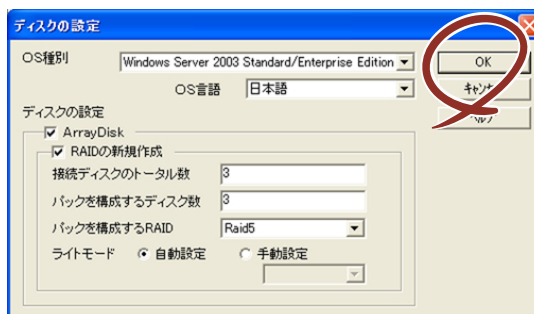 ディスクの設定
OS種別 Windows Server 2003 Standard/Enterprise Edition OK
OS言語 日本語
ディスクの設定
ArrayDisk
RAIDの新規作成
接続ディスクのトータル数 3
パックを構成するディスク数 3
パックを構成するRAID Raid5
ライトモード 自動設定 手動設定